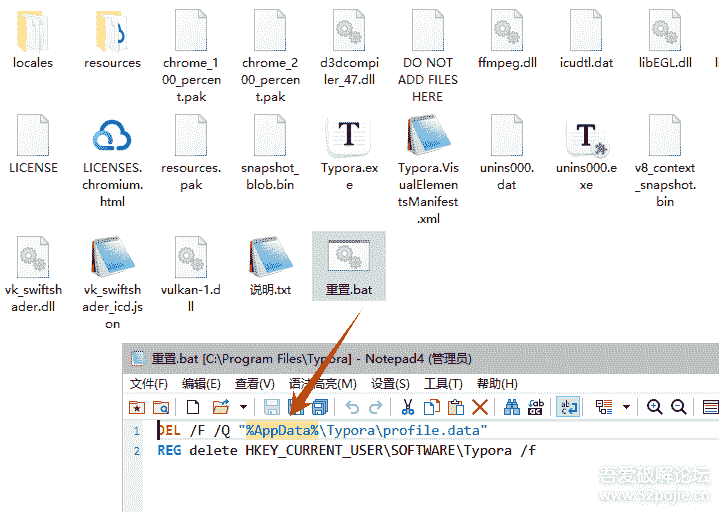 locales
resources
chrome_1
00_percen
t.pak
chrome_2
00_percen
t.pak
d3dcompi
ler_47.dll
DO NOT
ADD FILES
HERE
ffmpeg.dll
icudtl.dat
libEGL.dll
LICENSE
LICENSES.
chromium.
html
resources.
pak
snapshot_
blob.bin
Typora.ex
e
Typora.Vis
ualElemen
tsManifest
.xml
unins000.
dat
unins000.e
xe
v8_context
_snapshot.
bin
vk_swiftsh
ader.dll
vk_swiftsh
ader_icd.js
on
vulkan-1.d
ll
说明.txt
重置.bat
重置.bat [C:\Program Files\Typora] - Notepad4 (管理员)
文件(F) 编辑(E) 查看(V) 语法高亮(M) 设置(S) 工具(T) 帮助(H)
1 DEL /F /Q "%AppData%\Typora\profile.data"
2 REG delete HKEY_CURRENT_USER\SOFTWARE\Typora /f
吾爱破解论坛
www.52pojie.cn